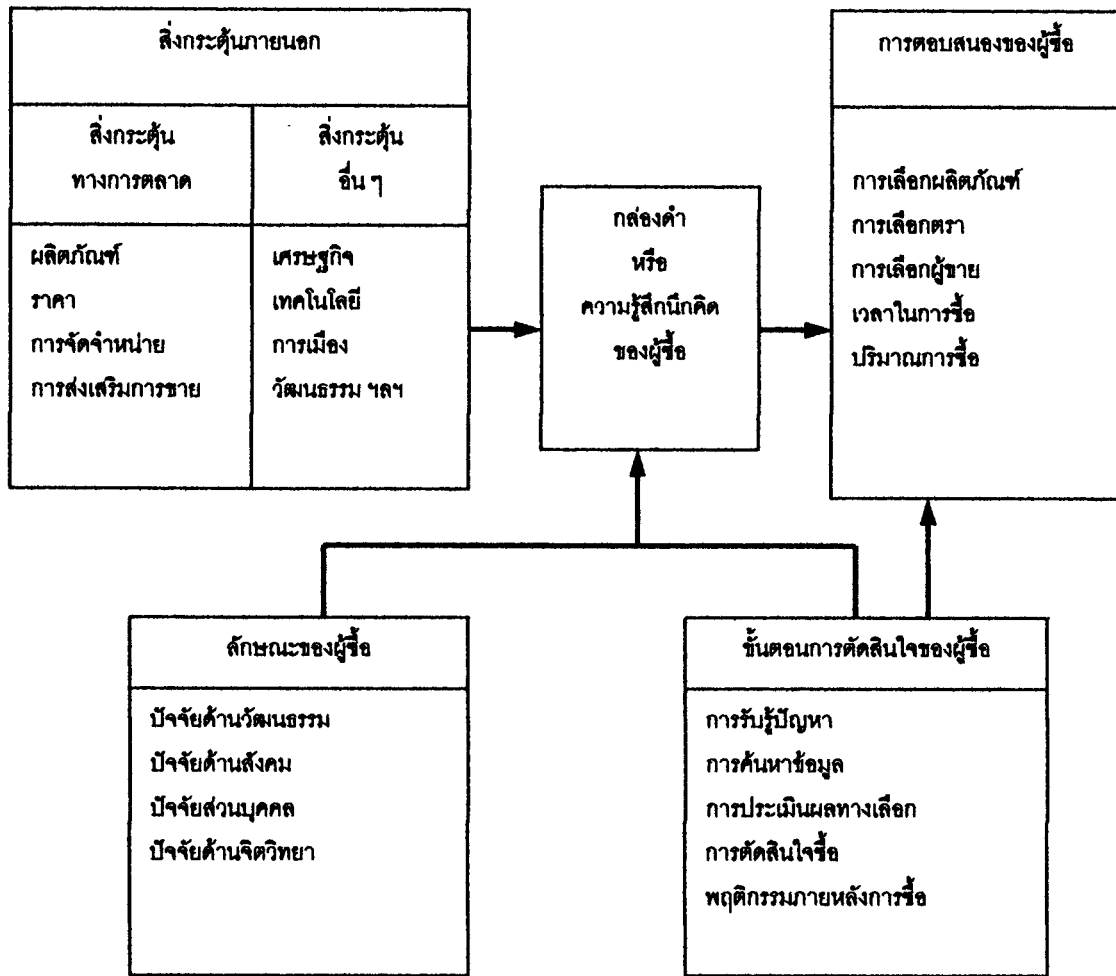 สิ่งกระตุ้นภายนอก
สิ่งกระตุ้น
ทางการตลาด
สิ่งกระตุ้น
อื่น ๆ
ผลิตภัณฑ์
ราคา
การจัดจำหน่าย
การส่งเสริมการขาย
เศรษฐกิจ
เทคโนโลยี
การเมือง
วัฒนธรรม ฯลฯ
กล่องดำ
หรือ
ความรู้สึกนึกคิด
ของผู้ซื้อ
การตอบสนองของผู้ซื้อ
การเลือกผลิตภัณฑ์
การเลือกตรา
การเลือกผู้ขาย
เวลาในการซื้อ
ปริมาณการซื้อ
ลักษณะของผู้ซื้อ
ปัจจัยด้านวัฒนธรรม
ปัจจัยด้านสังคม
ปัจจัยส่วนบุคคล
ปัจจัยด้านจิตวิทยา
ขั้นตอนการตัดสินใจของผู้ซื้อ
การรับรู้ปัญหา
การค้นหาข้อมูล
การประเมินผลทางเลือก
การตัดสินใจซื้อ
พฤติกรรมภายหลังการซื้อ